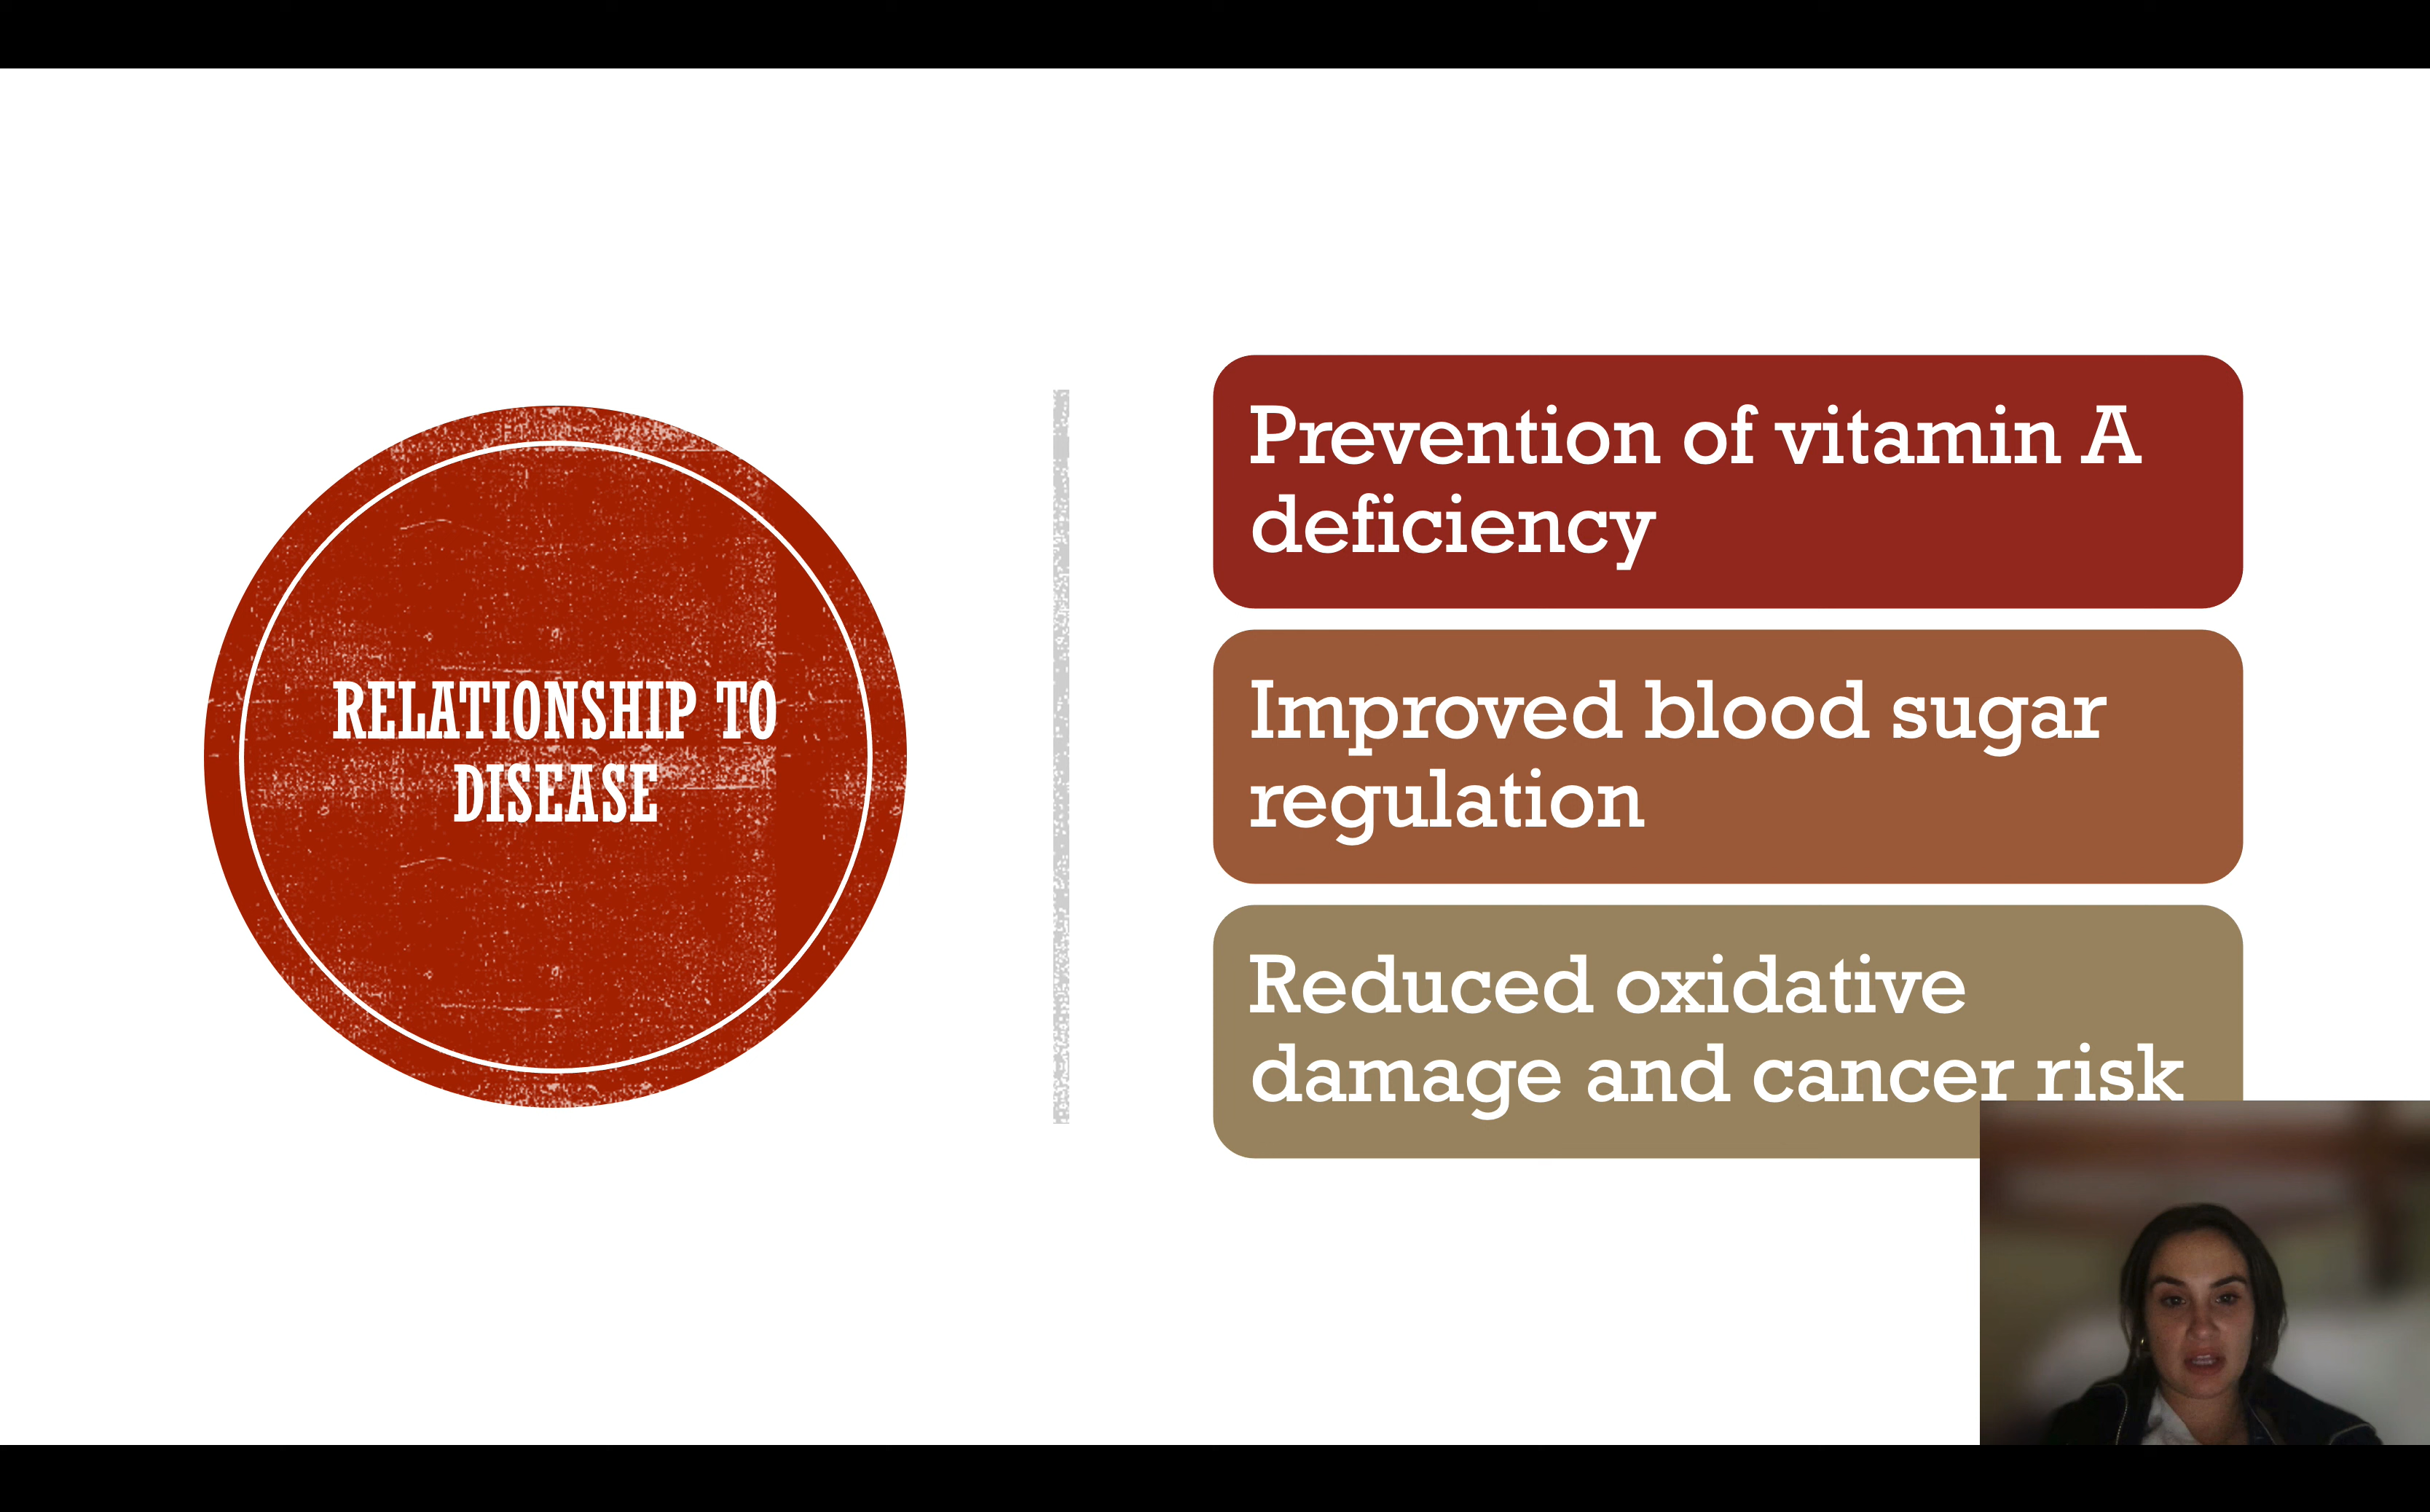 RELATIONSHIP TO
DISEASE
Prevention of vitamin A
deficiency
Improved blood sugar
regulation
Reduced oxidative
damage and cancer risk